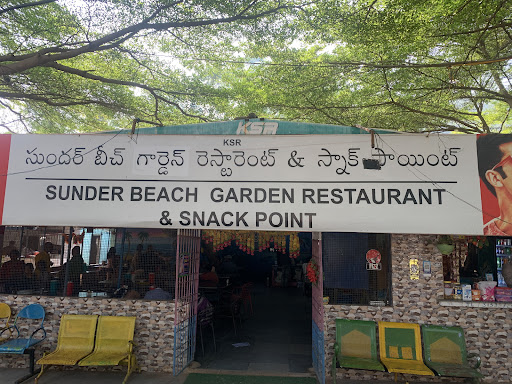 KSR
సుందర్ బీచ్ గార్డెన్ రెస్టారెంట్ & స్నాక్ పాయింట్
SUNDER BEACH GARDEN RESTAURANT
& SNACK POINT